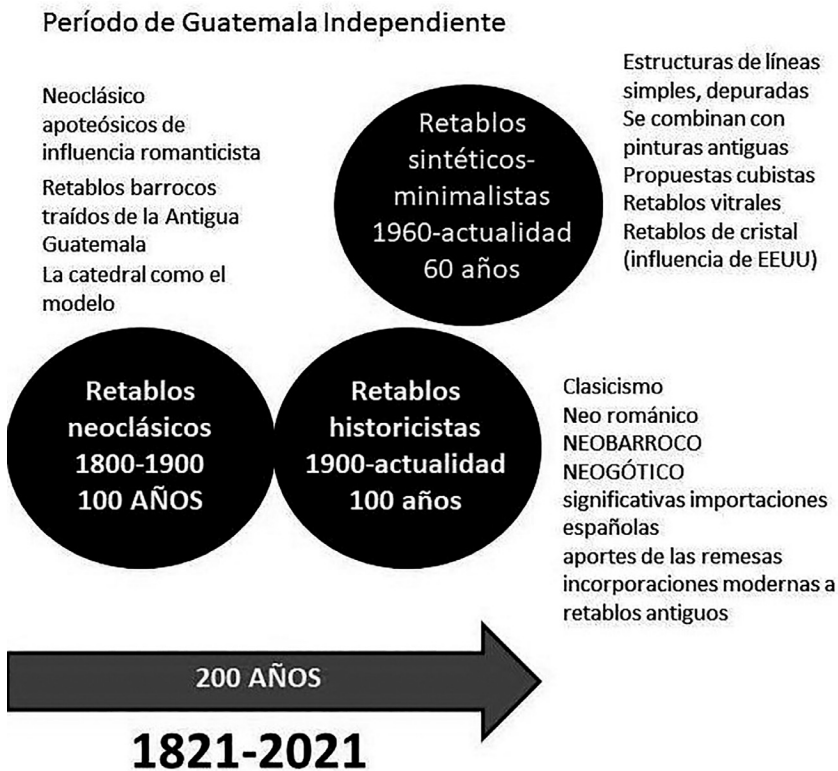 Período de Guatemala Independiente
Neoclásico
apoteósicos de
influencia romanticista
Retablos barrocos
traídos de la Antigua
Guatemala
La catedral como el
modelo
Retablos
sintéticos-
minimalistas
1960-actualidad
60 años
Estructuras de líneas
simples, depuradas
Se combinan con
pinturas antiguas
Propuestas cubistas
Retablos vitrales
Retablos de cristal
(influencia de EEUU)
Retablos
neoclásicos
1800-1900
100 AÑOS
Retablos
historicistas
1900-actualidad
100 años
Clasicismo
Neo románico
NEOBARROCO
NEOGÓTICO
significativas importaciones
españolas
aportes de las remesas
incorporaciones modernas a
retablos antiguos
200 AÑOS
1821-2021